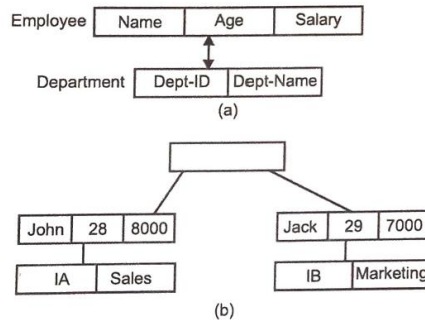 Employee Name Age Salary
Department Dept-ID Dept-Name
(a)
John 28 8000 Jack 29 7000
IA Sales IB Marketing
(b)